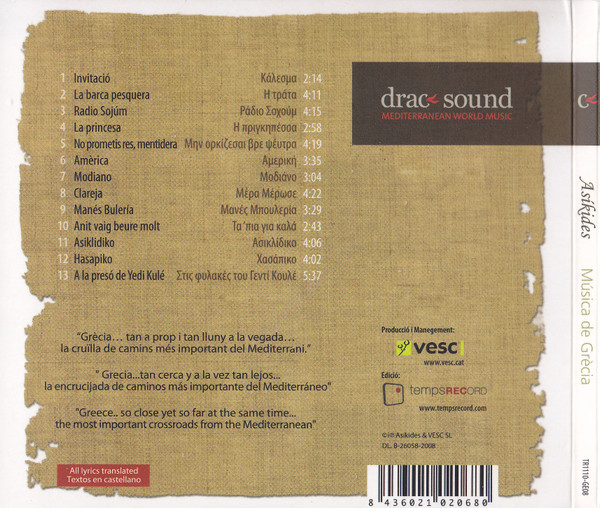 1 Invitació Κάλεσμα 2:14
2 La barca pesquera Η τράτα 4:11
3 Radio Sojúm Ράδιο Σοχούμ 4:15
4 La princesa Η πριγκηπέσσα 2:58
5 No prometis res, mentidera Μην ορκίζεσαι βρε ψέυτρα 4:19
6 Amèrica Αμερική 3:35
7 Modiano Μοδιάνο 3:04
8 Clareja Μέρα Μέρωσε 4:22
9 Manés Bulería Μανές Μπουλερία 3:29
10 Anit vaig beure molt Τα 'πια για καλά 2:43
11 Asiklidiko Ασικλίδικο 4:06
12 Hasapiko Χασάπικο 4:02
13 A la presó de Yedi Kulé Στις φυλακές του Γεντί Κουλέ 5:37
"Grècia... tan a prop i tan lluny a la vegada...
la cruïlla de camins més important del Mediterrani."
" Grecia...tan cerca y a la vez tan lejos...
la encrucijada de caminos más importante del Mediterráneo"
"Greece.. so close yet so far at the same time...
the most important crossroads from the Mediterranean"
All lyrics translated
Textos en castellano
drac sound
MEDITERRANEAN WORLD MUSIC
Producció i Manegement:
vesc
www.vesc.cat
Edició:
tempsRECORD
www.tempsrecord.com
©℗ Asikides & VESC SL
DL. B-26058-2008
8 436021 020680
Asíkides
Música de Grècia
TR1110-GE08